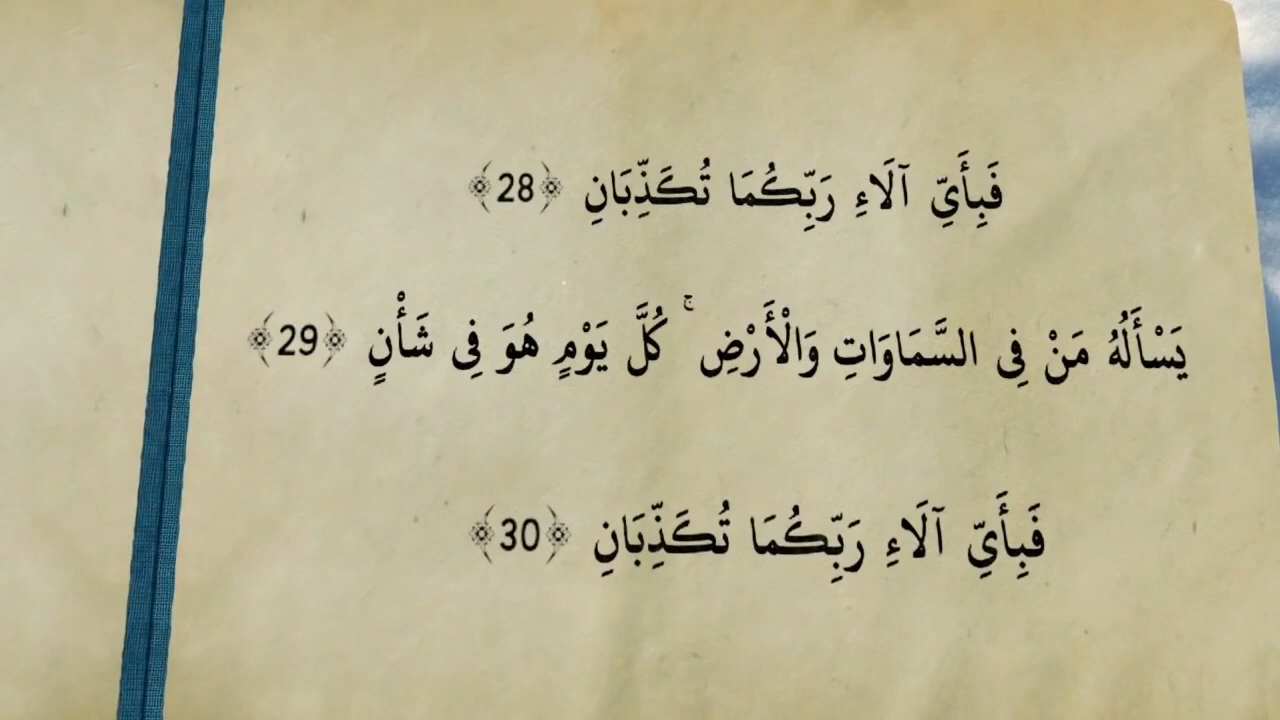 فَبِأَيِّ آلَاءِ رَبِّكُمَا تُكَذِّبَانِ ﴿28﴾
يَسْأَلُهُ مَنْ فِى السَّمَاوَاتِ وَالْأَرْضِ ۚ كُلَّ يَوْمٍ هُوَ فِى شَأْنٍ ﴿29﴾
فَبِأَيِّ آلَاءِ رَبِّكُمَا تُكَذِّبَانِ ﴿30﴾